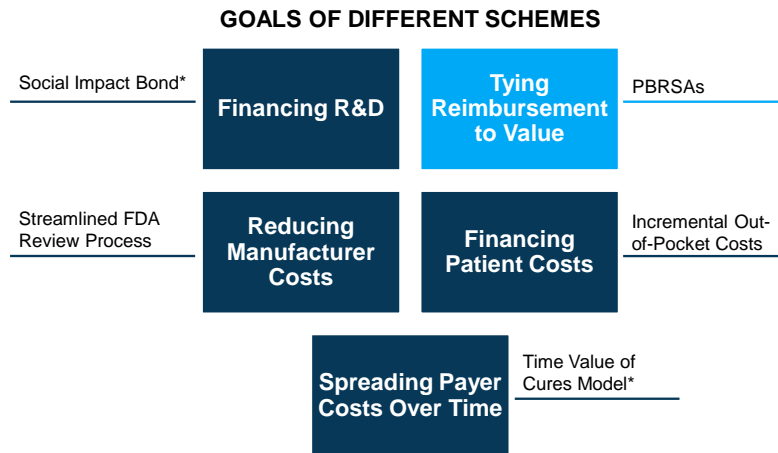 GOALS OF DIFFERENT SCHEMES
Social Impact Bond*
Financing R&D
Tying
Reimbursement
to Value
PBRSAs
Streamlined FDA
Review Process
Reducing
Manufacturer
Costs
Financing
Patient Costs
Incremental Out-
of-Pocket Costs
Spreading Payer
Costs Over Time
Time Value of
Cures Model*